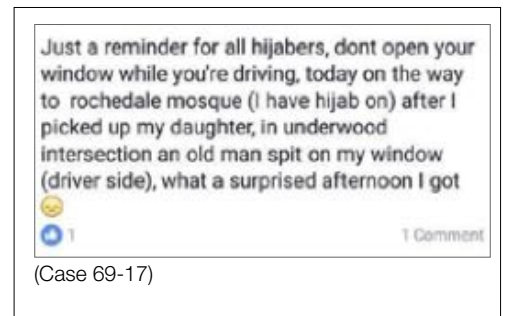 Just a reminder for all hijabers, dont open your
window while you're driving, today on the way
to rochedale mosque (I have hijab on) after I
picked up my daughter, in underwood
intersection an old man spit on my window
(driver side), what a surprised afternoon I got
😞
1 1 Comment
(Case 69-17)